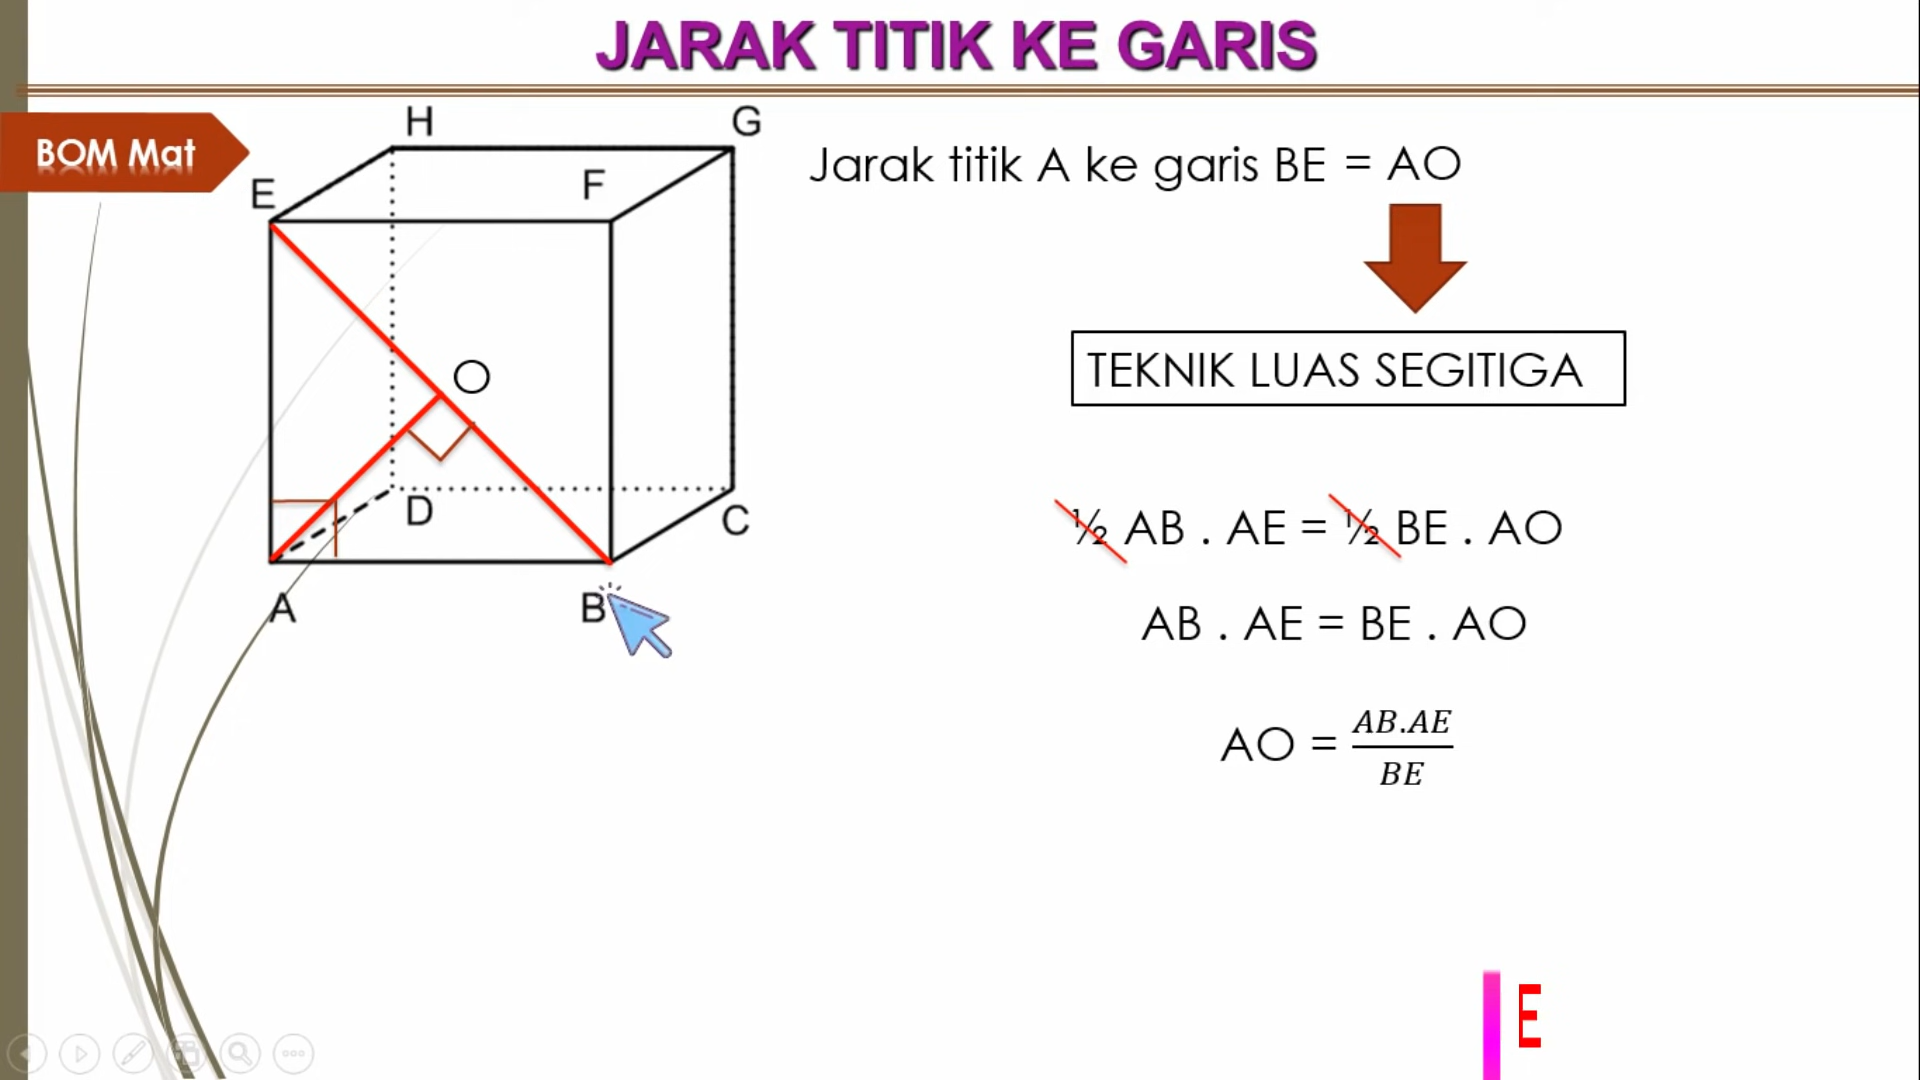 JARAK TITIK KE GARIS
BOM Mat
H
G
E
F
O
D
C
A
B
Jarak titik A ke garis BE = AO
TEKNIK LUAS SEGITIGA
½ AB . AE = ½ BE . AO
AB . AE = BE . AO
AO = AB.AE / BE
E